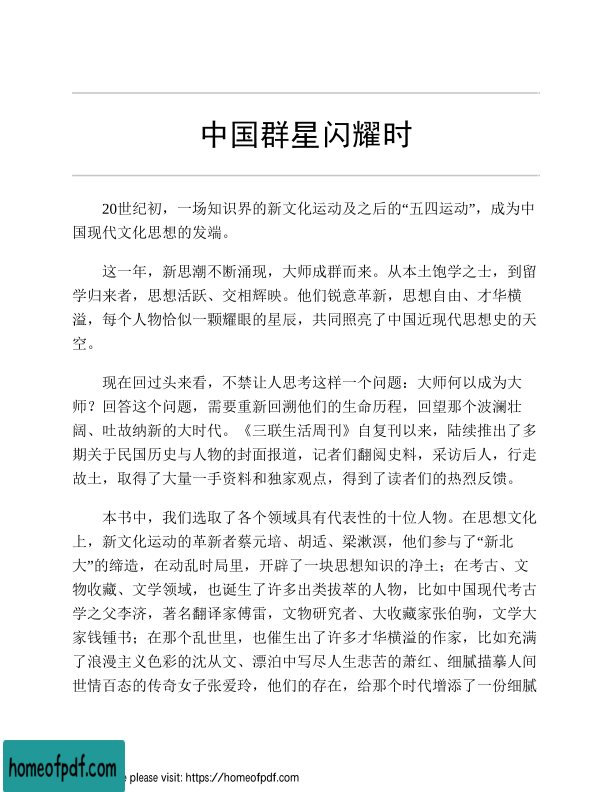 中国群星闪耀时
20世纪初，一场知识界的新文化运动及之后的“五四运动”，成为中
国现代文化思想的发端。
这一年，新思潮不断涌现，大师成群而来。从本土饱学之士，到留
学归来者，思想活跃、交相辉映。他们锐意革新，思想自由、才华横
溢，每个人物恰似一颗耀眼的星辰，共同照亮了中国近现代思想史的天
空。
现在回过头来看，不禁让人思考这样一个问题：大师何以成为大
师？回答这个问题，需要重新回溯他们的生命历程，回望那个波澜壮
阔、吐故纳新的大时代。《三联生活周刊》自复刊以来，陆续推出了多
期关于民国历史与人物的封面报道，记者们翻阅史料，采访后人，行走
故土，取得了大量一手资料和独家观点，得到了读者们的热烈反馈。
本书中，我们选取了各个领域具有代表性的十位人物。在思想文化
上，新文化运动的革新者蔡元培、胡适、梁漱溟，他们参与了“新北
大”的缔造，在动乱时局里，开辟了一块思想知识的净土；在考古、文
物收藏、文学领域，也诞生了许多出类拔萃的人物，比如中国现代考古
学之父李济，著名翻译家傅雷，文物研究者、大收藏家张伯驹，文学大
家钱锺书；在那个乱世里，也催生出了许多才华横溢的作家，比如充满
了浪漫主义色彩的沈从文、漂泊中写尽人生悲苦的萧红、细腻描摹人间
世情百态的传奇女子张爱玲，他们的存在，给那个时代增添了一份细腻
homeofpdf.com
e please visit: https://homeofpdf.com